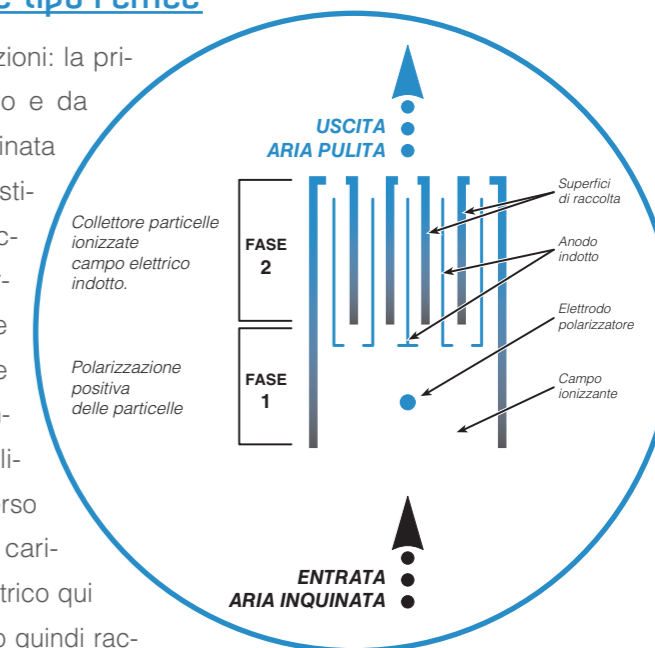 e tipo Penney
zioni: la pri-
o e da
inata
sti-
c-
r-
e
e
n-
li-
erso
cari-
trico qui
o quindi rac-
USCITA
ARIA PULITA
Collettore particelle
ionizzate
campo elettrico
indotto.
FASE
2
Polarizzazione
positiva
delle particelle
FASE
1
Superfici
di raccolta
Anodo
indotto
Elettrodo
polarizzatore
Campo
ionizzante
ENTRATA
ARIA INQUINATA